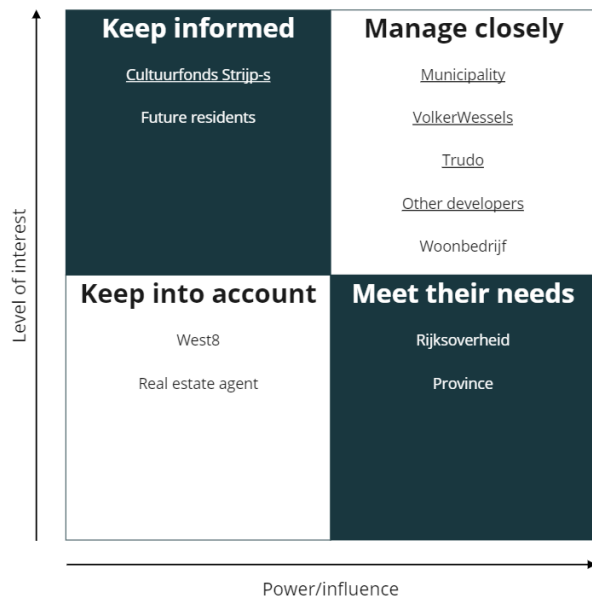 Keep informed
Cultuurfonds Strijp-s
Future residents
Manage closely
Municipality
VolkerWessels
Trudo
Other developers
Woonbedrijf
Keep into account
West8
Real estate agent
Meet their needs
Rijksoverheid
Province
Level of interest
Power/influence